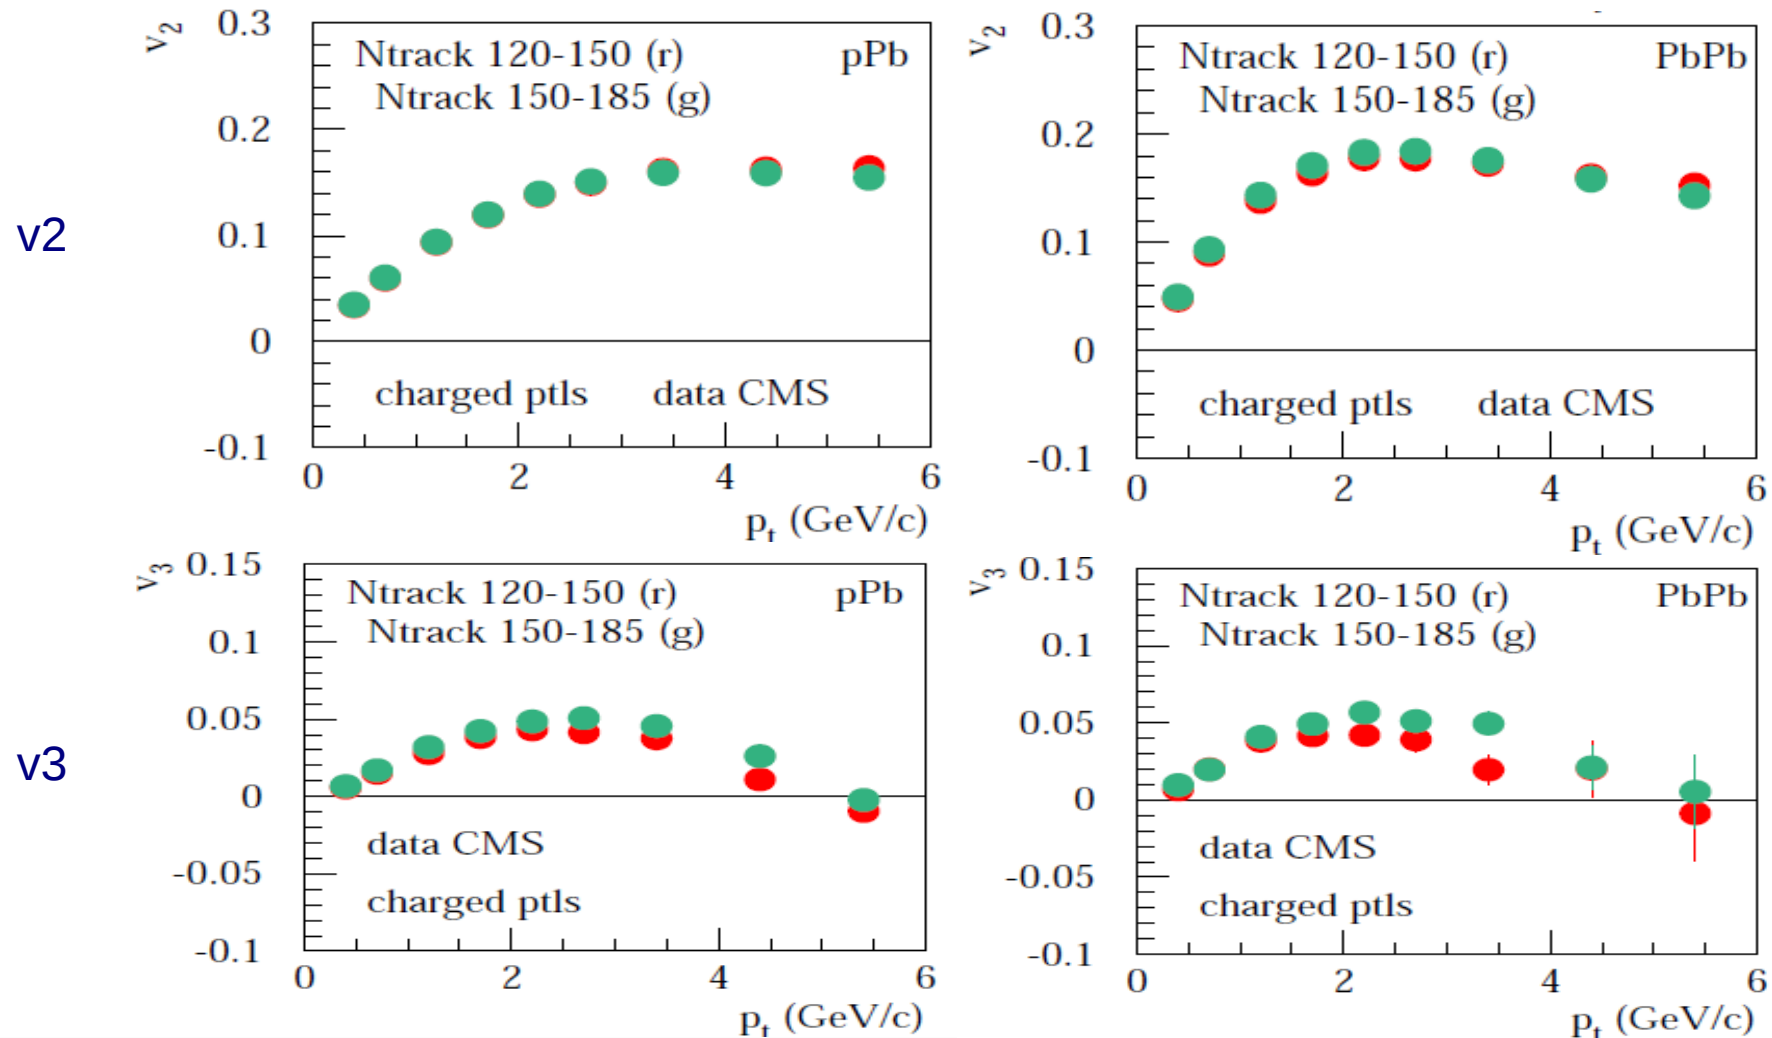 v2
v2
0.3
0.2
0.1
0
-0.1
Ntrack 120-150 (r)
pPb
Ntrack 150-185 (g)
charged ptls
data CMS
0
2
4
6
pt (GeV/c)
v2
0.3
0.2
0.1
0
-0.1
Ntrack 120-150 (r)
PbPb
Ntrack 150-185 (g)
charged ptls
data CMS
0
2
4
6
pt (GeV/c)
v3
v3
0.15
0.1
0.05
0
-0.05
-0.1
Ntrack 120-150 (r)
pPb
Ntrack 150-185 (g)
data CMS
charged ptls
0
2
4
6
pt (GeV/c)
v3
0.15
0.1
0.05
0
-0.05
-0.1
Ntrack 120-150 (r)
PbPb
Ntrack 150-185 (g)
data CMS
charged ptls
0
2
4
6
pt (GeV/c)